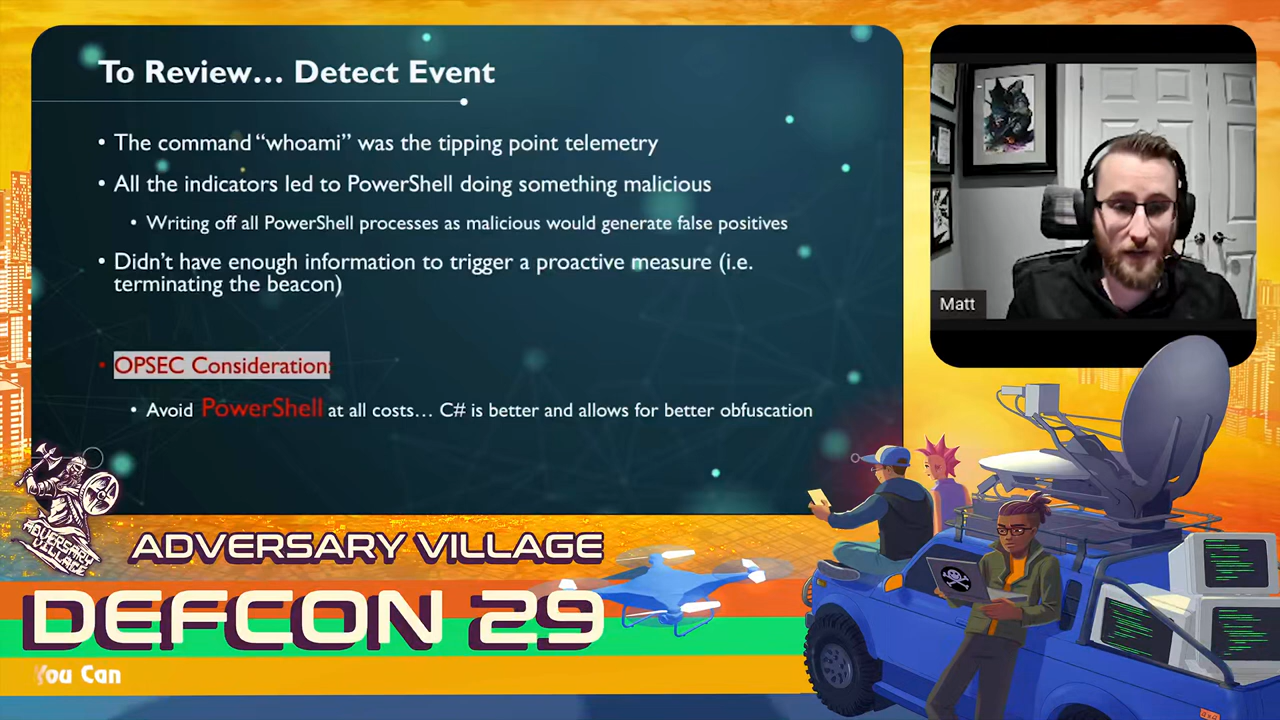 To Review... Detect Event
• The command “whoami” was the tipping point telemetry
• All the indicators led to PowerShell doing something malicious
• Writing off all PowerShell processes as malicious would generate false positives
• Didn’t have enough information to trigger a proactive measure (i.e.
terminating the beacon)
• OPSEC Consideration:
• Avoid PowerShell at all costs... C# is better and allows for better obfuscation
Matt
ADVERSARY
VILLAGE
ADVERSARY VILLAGE
DEFCON 29
You Can